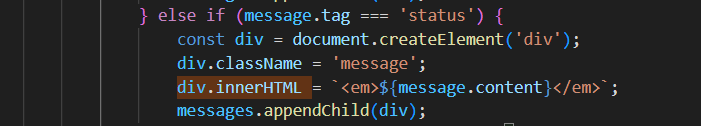 } else if (message.tag === 'status') {
const div = document.createElement('div');
div.className = 'message';
div.innerHTML = `<em>${message.content}</em>`;
messages.appendChild(div);